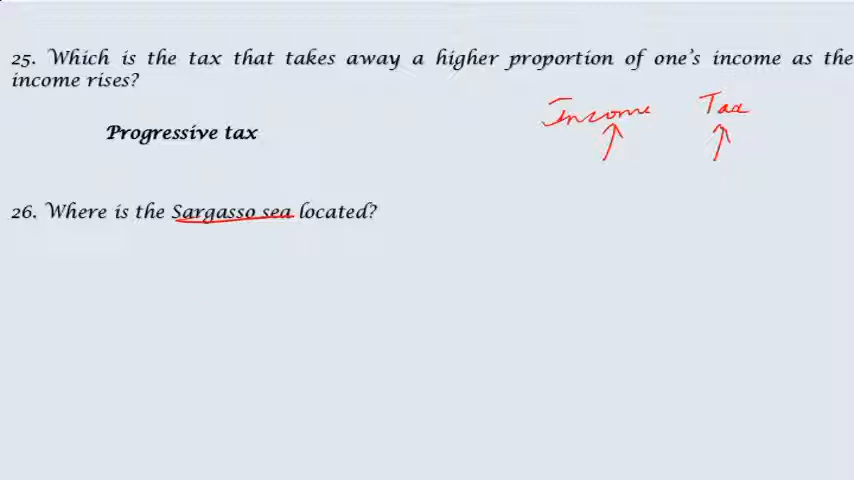 25. Which is the tax that takes away a higher proportion of one's income as the
income rises?
Income Tax
Progressive tax
26. Where is the Sargasso sea located?